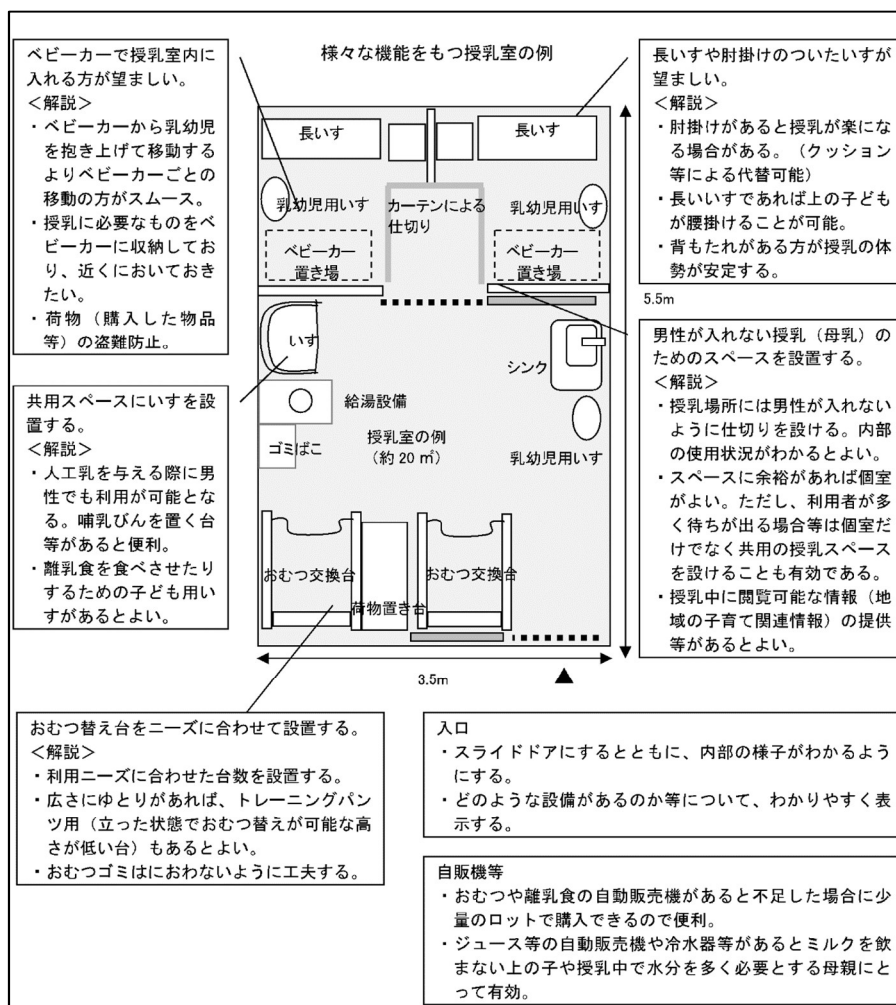 様々な機能をもつ授乳室の例
ベビーカーで授乳室内に
入れる方が望ましい。
＜解説＞
・ベビーカーから乳幼児
を抱き上げて移動する
よりベビーカーごとの
移動の方がスムース。
・授乳に必要なものをベ
ビーカーに収納してお
り、近くにおいておき
たい。
・荷物（購入した物品
等）の盗難防止。
共用スペースにいすを設
置する。
＜解説＞
・人工乳を与える際に男
性でも利用が可能とな
る。哺乳びんを置く台
等があると便利。
・離乳食を食べさせたり
するための子ども用い
すがあるとよい。
長いす
長いす
乳幼児用いす
カーテンによる
仕切り
乳幼児用いす
ベビーカー
置き場
ベビーカー
置き場
いす
シンク
給湯設備
ゴミばこ
授乳室の例
（約 20 ㎡）
乳幼児用いす
おむつ交換台
荷物置き台
おむつ交換台
5.5m
3.5m
長いすや肘掛けのついたいすが
望ましい。
＜解説＞
・肘掛けがあると授乳が楽にな
る場合がある。（クッション
等による代替可能）
・長いいすであれば上の子ども
が腰掛けることが可能。
・背もたれがある方が授乳の体
勢が安定する。
男性が入れない授乳（母乳）の
ためのスペースを設置する。
＜解説＞
・授乳場所には男性が入れない
ように仕切りを設ける。内部
の使用状況がわかるとよい。
・スペースに余裕があれば個室
がよい。ただし、利用者が多
く待ちが出る場合等は個室だ
けでなく共用の授乳スペース
を設けることも有効である。
・授乳中に閲覧可能な情報（地
域の子育て関連情報）の提供
等があるとよい。
おむつ替え台をニーズに合わせて設置する。
＜解説＞
・利用ニーズに合わせた台数を設置する。
・広さにゆとりがあれば、トレーニングパン
ツ用（立った状態でおむつ替えが可能な高
さが低い台）もあるとよい。
・おむつゴミはにおわないように工夫する。
入口
・スライドドアにするとともに、内部の様子がわかるよう
にする。
・どのような設備があるのか等について、わかりやすく表
示する。
自販機等
・おむつや離乳食の自動販売機があると不足した場合に少
量のロットで購入できるので便利。
・ジュース等の自動販売機や冷水器等があるとミルクを飲
まない上の子や授乳中で水分を多く必要とする母親にと
って有効。